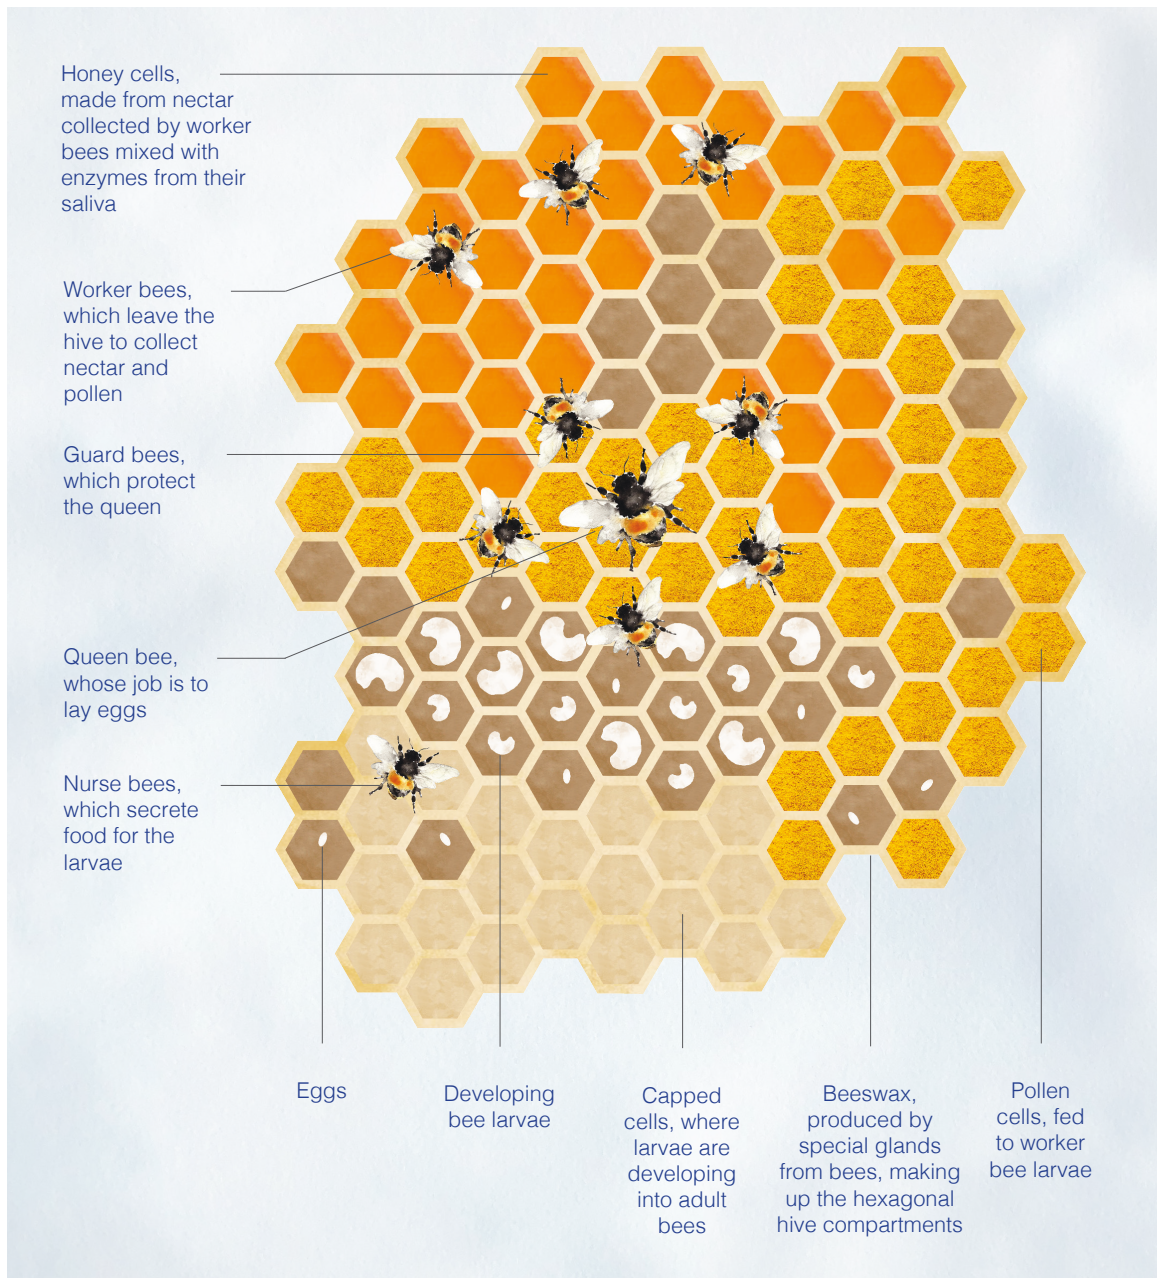 Honey cells,
made from nectar
collected by worker
bees mixed with
enzymes from their
saliva
Worker bees,
which leave the
hive to collect
nectar and
pollen
Guard bees,
which protect
the queen
Queen bee,
whose job is to
lay eggs
Nurse bees,
which secrete
food for the
larvae
Eggs
Developing
bee larvae
Capped
cells, where
larvae are
developing
into adult
bees
Beeswax,
produced by
special glands
from bees, making
up the hexagonal
hive compartments
Pollen
cells, fed
to worker
bee larvae